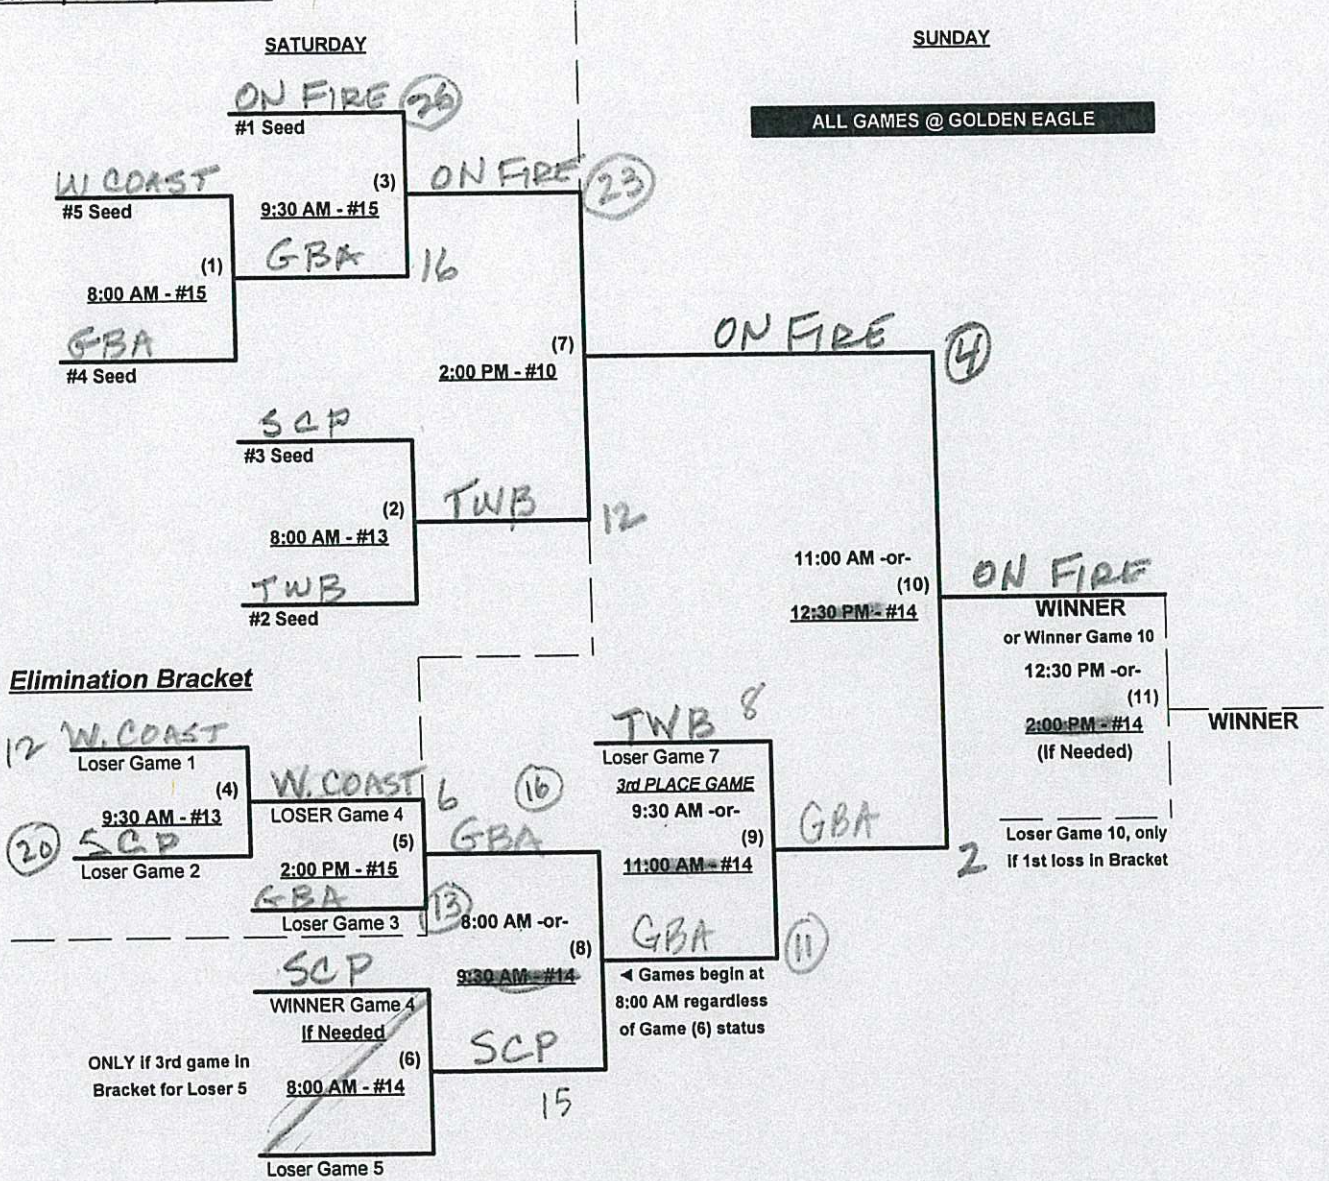 SATURDAY
SUNDAY
ALL GAMES @ GOLDEN EAGLE
ON FIRE 26
#1 Seed
W. COAST
#5 Seed
(3)
9:30 AM - #15
ON FIRE 23
(1)
8:00 AM - #15
GBA 16
GBA
#4 Seed
(7)
2:00 PM - #10
ON FIRE 4
SCP
#3 Seed
(2)
8:00 AM - #13
TWB 12
TWB
#2 Seed
11:00 AM -or-
(10)
12:30 PM - #14
ON FIRE
WINNER
or Winner Game 10
12:30 PM -or-
(11)
2:00 PM - #14
(If Needed)
WINNER
Loser Game 10, only
if 1st loss in Bracket
Elimination Bracket
12 W. COAST
Loser Game 1
(4)
9:30 AM - #13
20 SCP
Loser Game 2
W. COAST 6
LOSER Game 4
(5)
2:00 PM - #15
GBA 13
Loser Game 3
GBA 16
8:00 AM -or-
(8)
9:30 AM - #14
TWB 8
Loser Game 7
3rd PLACE GAME
9:30 AM -or-
(9)
11:00 AM - #14
GBA 2
GBA 11
◄ Games begin at
8:00 AM regardless
of Game (6) status
SCP
WINNER Game 4
If Needed
(6)
8:00 AM - #14
ONLY if 3rd game in
Bracket for Loser 5
SCP
15
Loser Game 5